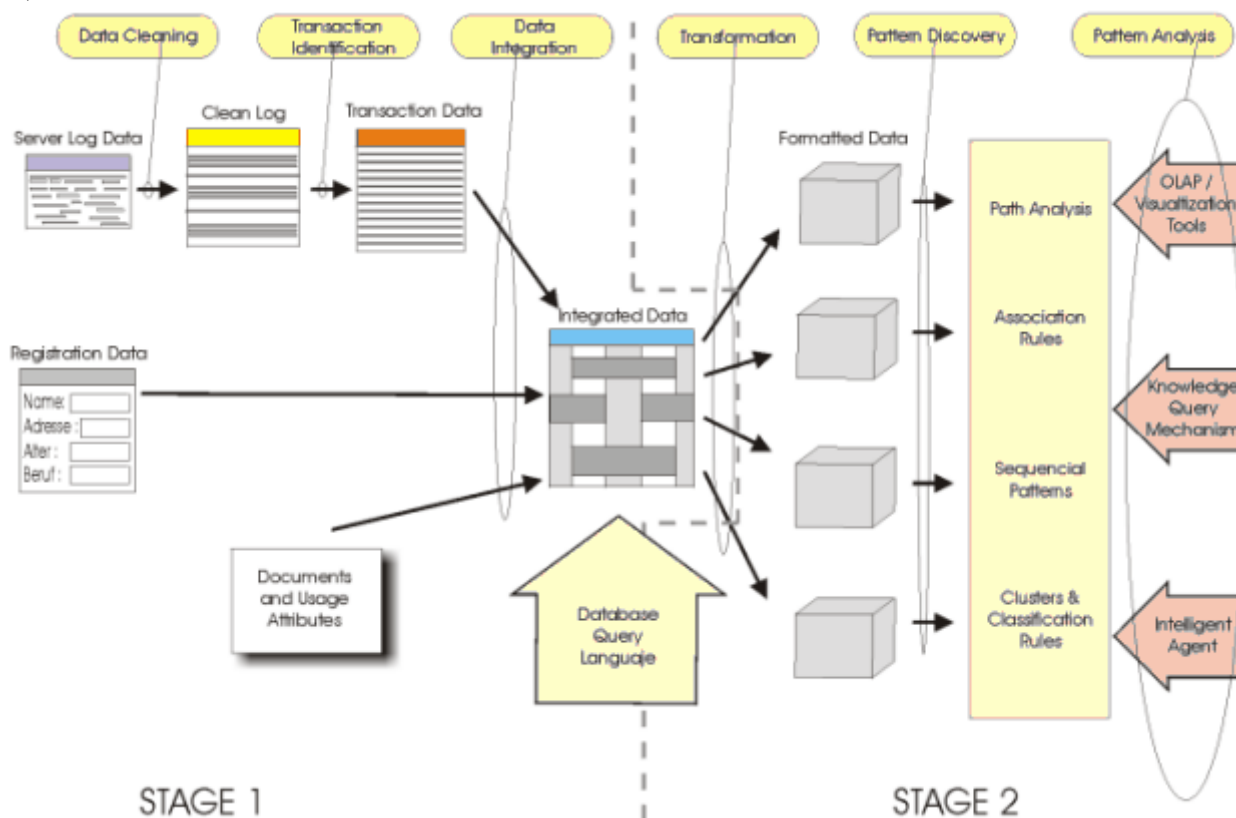 Data Cleaning
Transaction
Identification
Data
Integration
Transformation
Pattern Discovery
Pattern Analysis
Server Log Data
Clean Log
Transaction Data
Formatted Data
Path Analysis
OLAP /
Visualtization
Tools
Integrated Data
Association
Rules
Registration Data
Name:
Adresse :
Alter :
Beruf :
Knowledge
Query
Mechanism
Sequencial
Patterns
Documents
and Usage
Attributes
Database
Query
Languaje
Clusters &
Classification
Rules
Intelligent
Agent
STAGE 1
STAGE 2